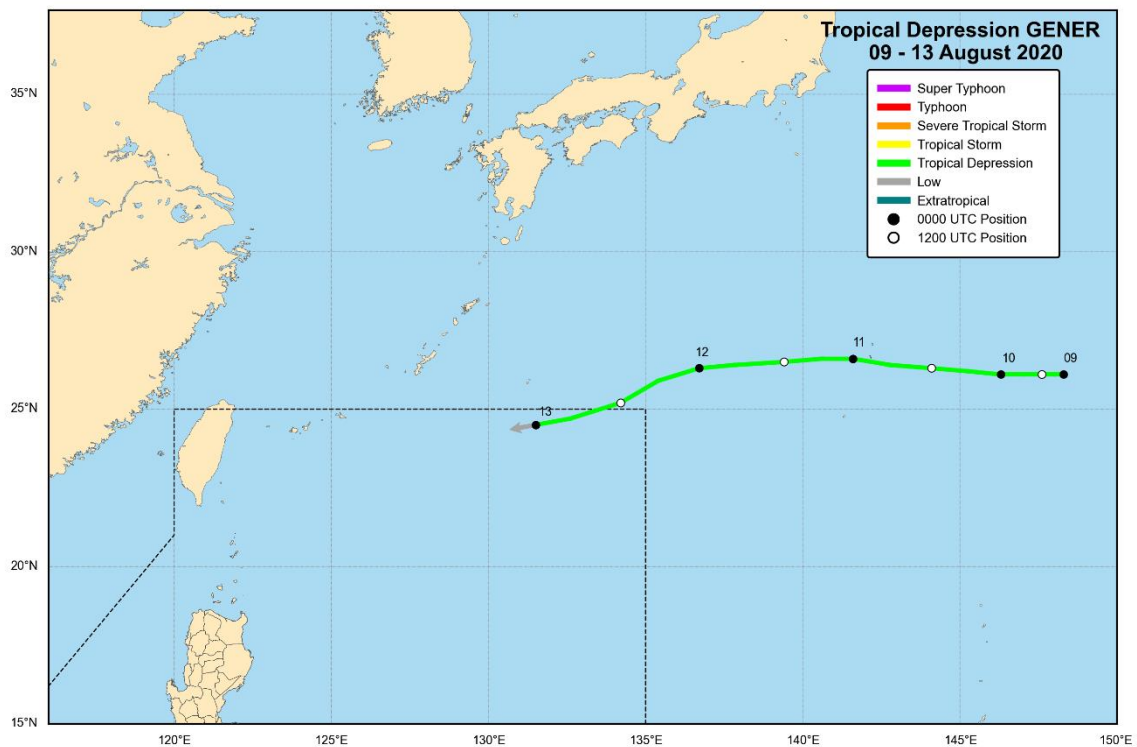 Tropical Depression GENER
09 - 13 August 2020
Super Typhoon
Typhoon
Severe Tropical Storm
Tropical Storm
Tropical Depression
Low
Extratropical
0000 UTC Position
1200 UTC Position
35°N
30°N
25°N
20°N
15°N
12
11
10
09
13
120°E
125°E
130°E
135°E
140°E
145°E
150°E